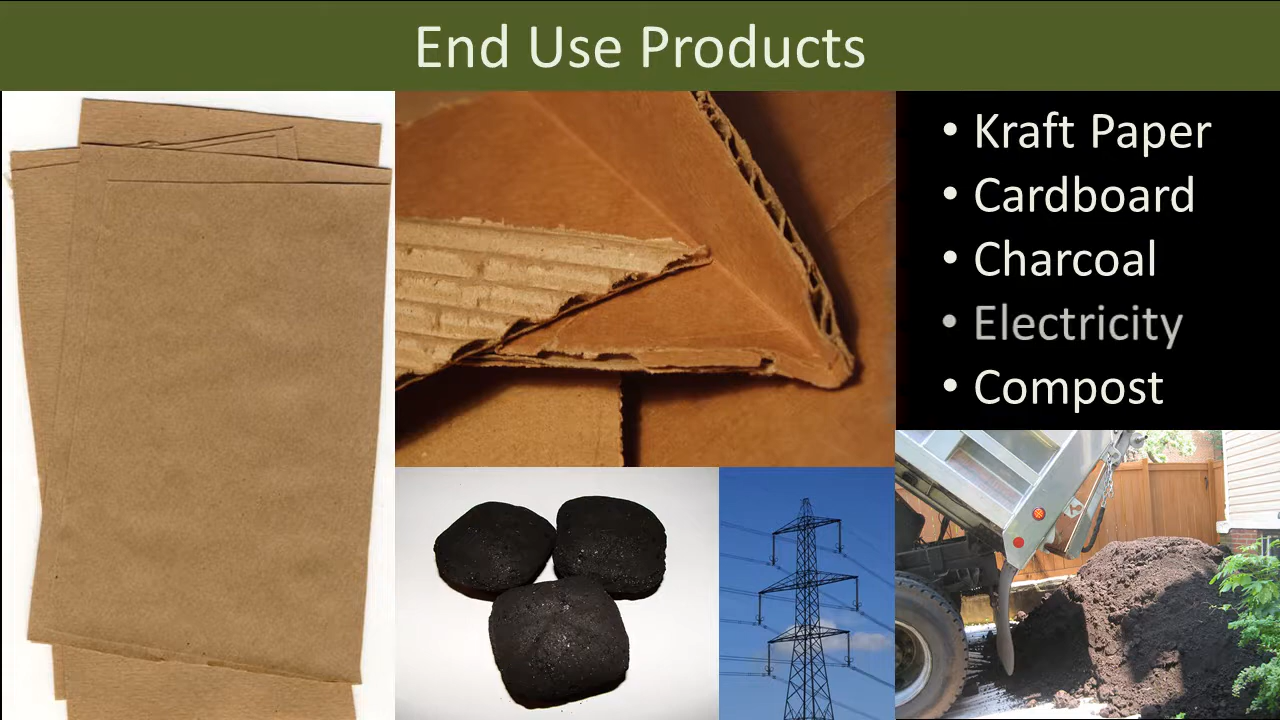 End Use Products
• Kraft Paper
• Cardboard
• Charcoal
• Electricity
• Compost